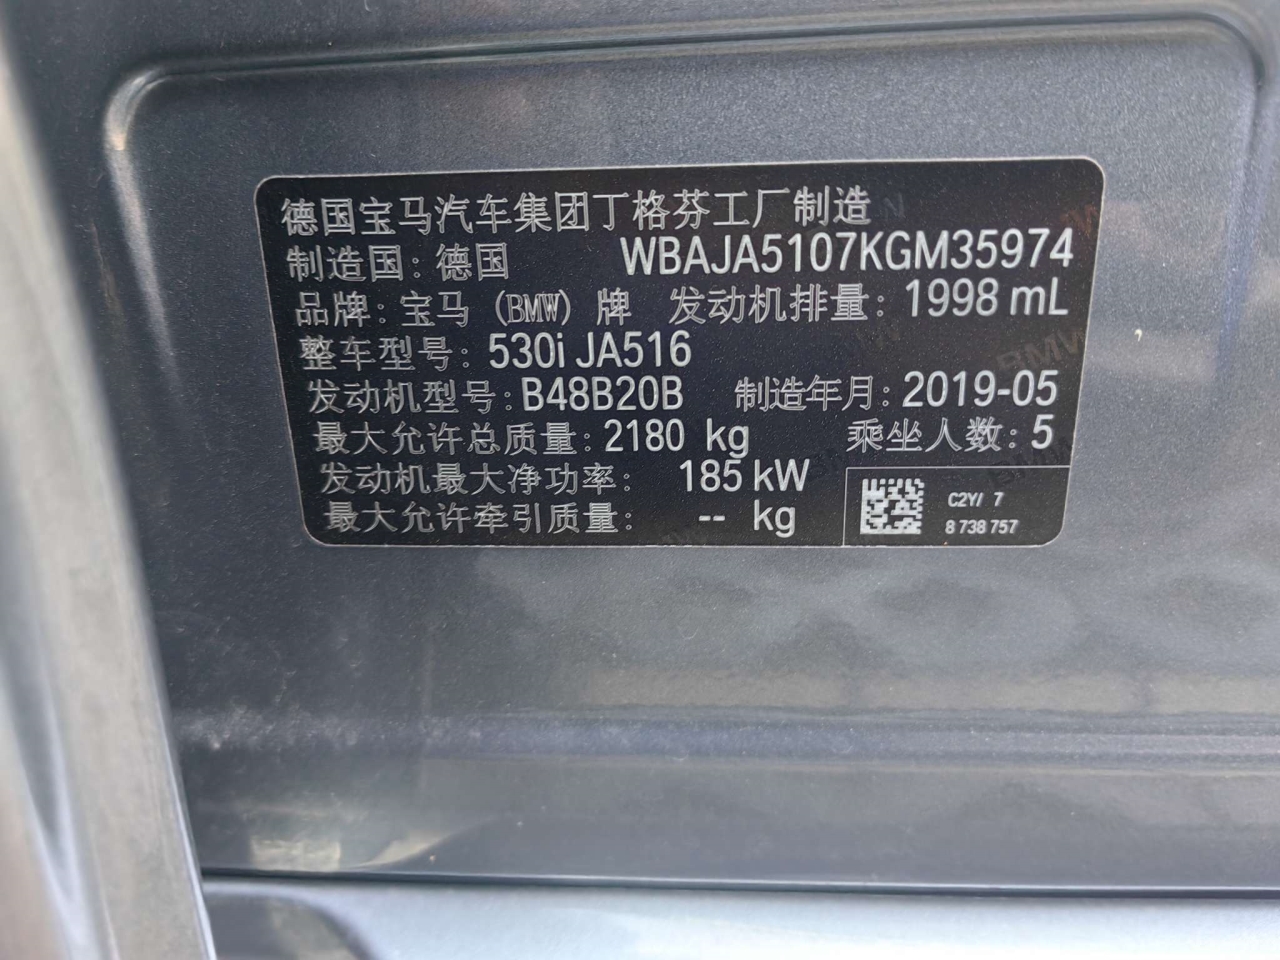 德国宝马汽车集团丁格芬工厂制造
制造国：德国 WBAJA5107KGM35974
品牌：宝马（BMW）牌 发动机排量：1998 mL
整车型号：530i JA516
发动机型号：B48B20B 制造年月：2019-05
最大允许总质量：2180 kg 乘坐人数：5
发动机最大净功率：185 kW
最大允许牵引质量：-- kg
C2Y/ 7
8 738 757